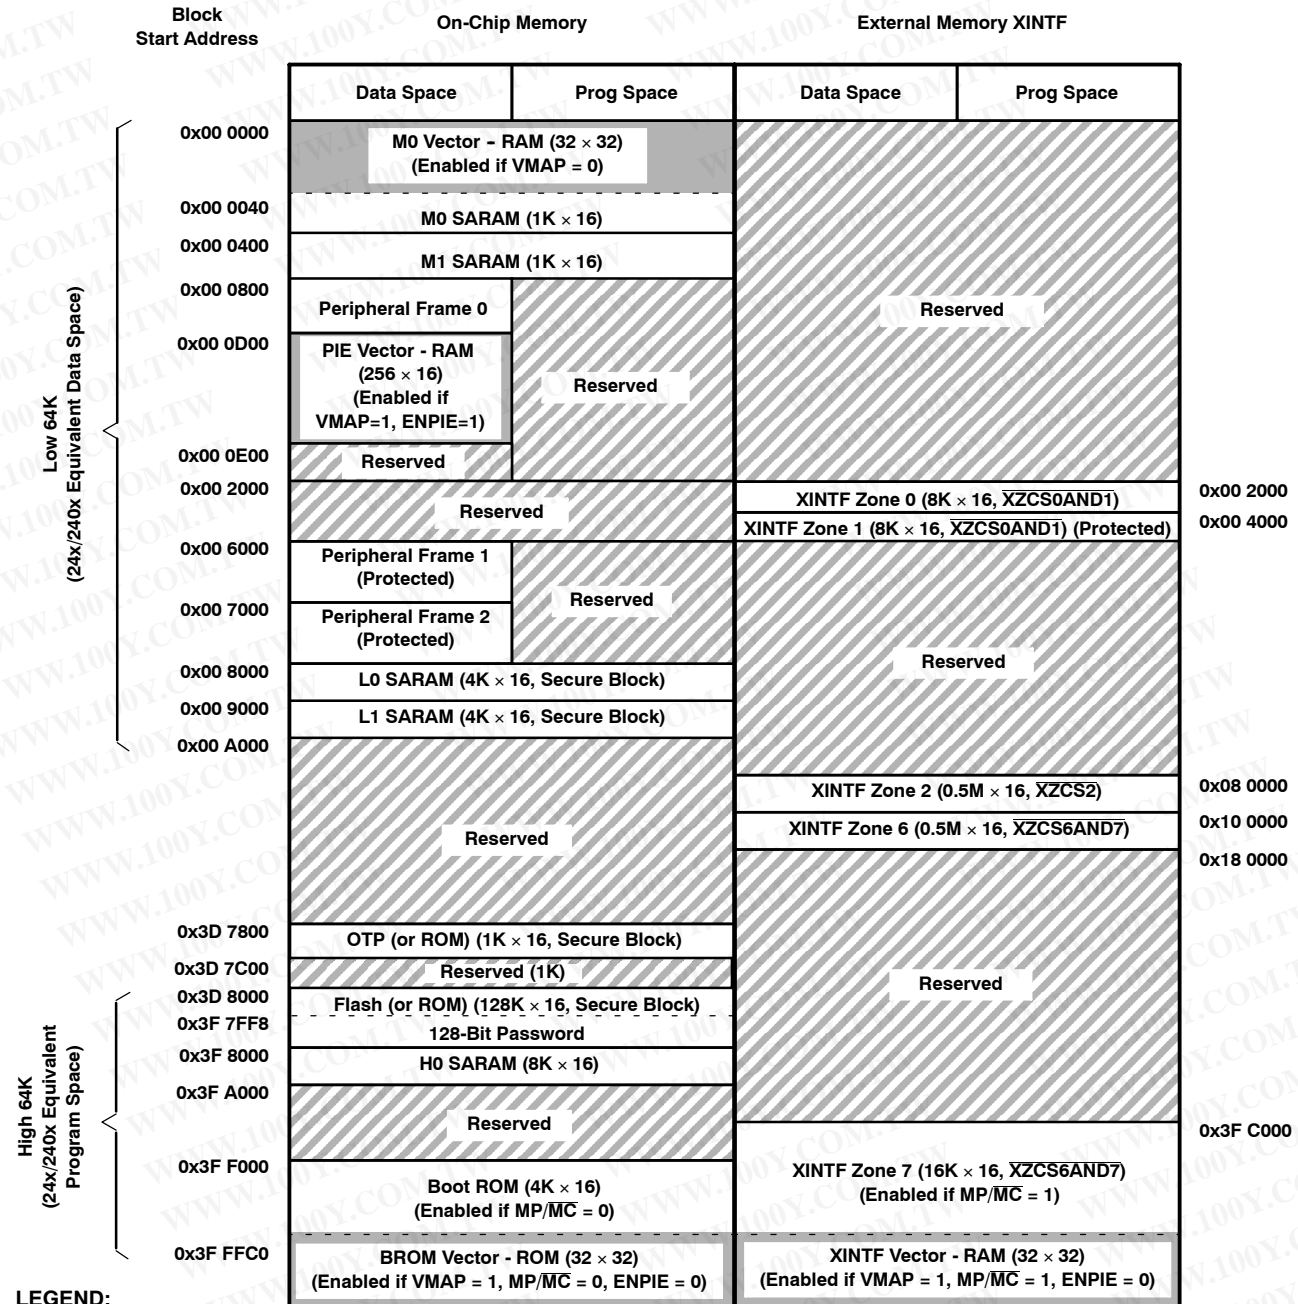 Block
Start Address
On-Chip Memory
External Memory XINTF
Data Space
Prog Space
Data Space
Prog Space
Low 64K
(24x/240x Equivalent Data Space)
0x00 0000
M0 Vector – RAM (32 × 32)
(Enabled if VMAP = 0)
0x00 0040
M0 SARAM (1K × 16)
0x00 0400
M1 SARAM (1K × 16)
0x00 0800
Peripheral Frame 0
0x00 0D00
PIE Vector - RAM
(256 × 16)
(Enabled if
VMAP=1, ENPIE=1)
Reserved
0x00 0E00
Reserved
Reserved
0x00 2000
Reserved
XINTF Zone 0 (8K × 16, XZCS0AND1)
0x00 2000
XINTF Zone 1 (8K × 16, XZCS0AND1) (Protected)
0x00 4000
0x00 6000
Peripheral Frame 1
(Protected)
Reserved
0x00 7000
Peripheral Frame 2
(Protected)
0x00 8000
L0 SARAM (4K × 16, Secure Block)
Reserved
0x00 9000
L1 SARAM (4K × 16, Secure Block)
0x00 A000
Reserved
XINTF Zone 2 (0.5M × 16, XZCS2)
0x08 0000
XINTF Zone 6 (0.5M × 16, XZCS6AND7)
0x10 0000
0x18 0000
0x3D 7800
OTP (or ROM) (1K × 16, Secure Block)
0x3D 7C00
Reserved (1K)
Reserved
High 64K
(24x/240x Equivalent
Program Space)
0x3D 8000
Flash (or ROM) (128K × 16, Secure Block)
0x3F 7FF8
128-Bit Password
0x3F 8000
H0 SARAM (8K × 16)
0x3F A000
Reserved
0x3F C000
0x3F F000
Boot ROM (4K × 16)
(Enabled if MP/MC = 0)
XINTF Zone 7 (16K × 16, XZCS6AND7)
(Enabled if MP/MC = 1)
0x3F FFC0
BROM Vector - ROM (32 × 32)
(Enabled if VMAP = 1, MP/MC = 0, ENPIE = 0)
XINTF Vector - RAM (32 × 32)
(Enabled if VMAP = 1, MP/MC = 1, ENPIE = 0)
LEGEND:
WWW.100Y.COM.TW